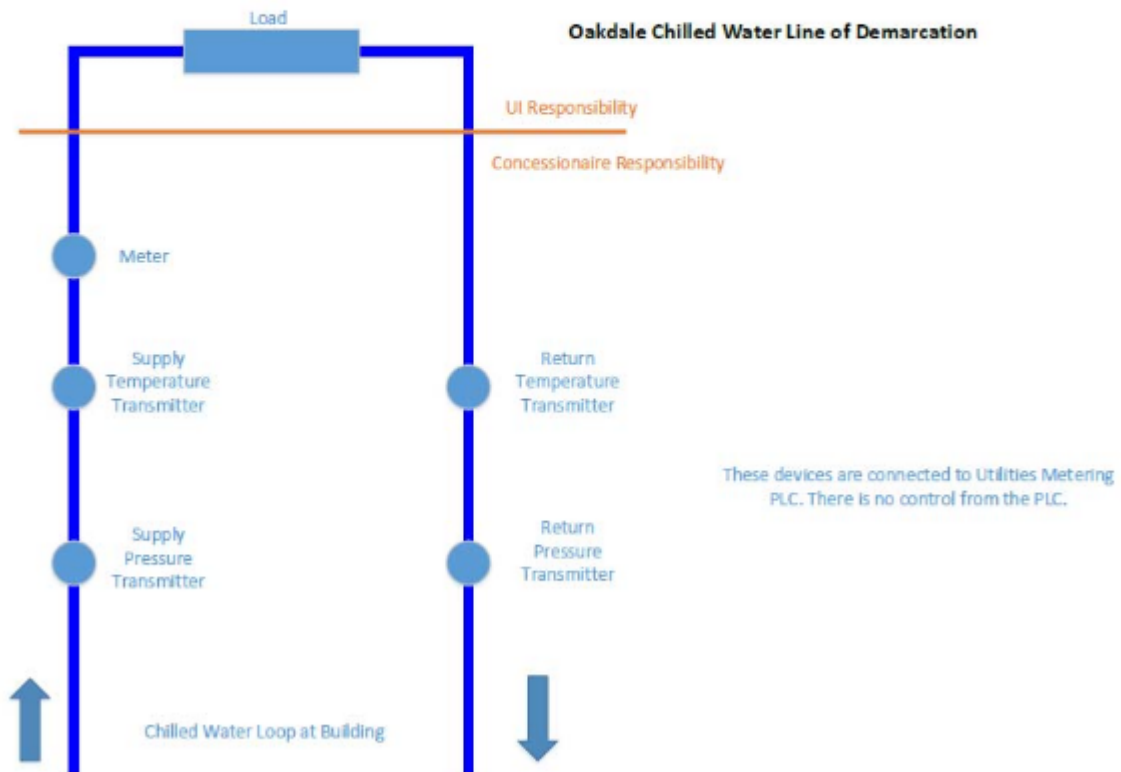 Load
Oakdale Chilled Water Line of Demarcation
UI Responsibility
Concessionaire Responsibility
Meter
Supply
Temperature
Transmitter
Return
Temperature
Transmitter
These devices are connected to Utilities Metering
PLC. There is no control from the PLC.
Supply
Pressure
Transmitter
Return
Pressure
Transmitter
Chilled Water Loop at Building